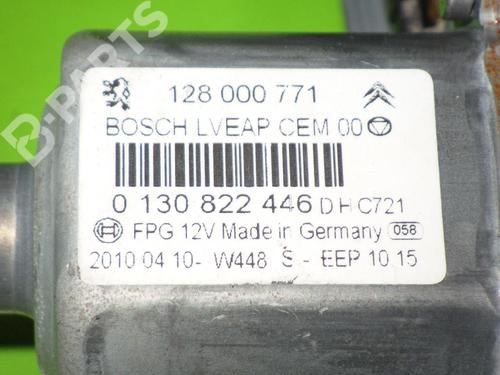 B-PARTS
128 000 771
BOSCH LVEAP CEM 00
0 130 822 446 D H C721
FPG 12V Made in Germany 058
2010 04 10- W448 S - EEP 10.15